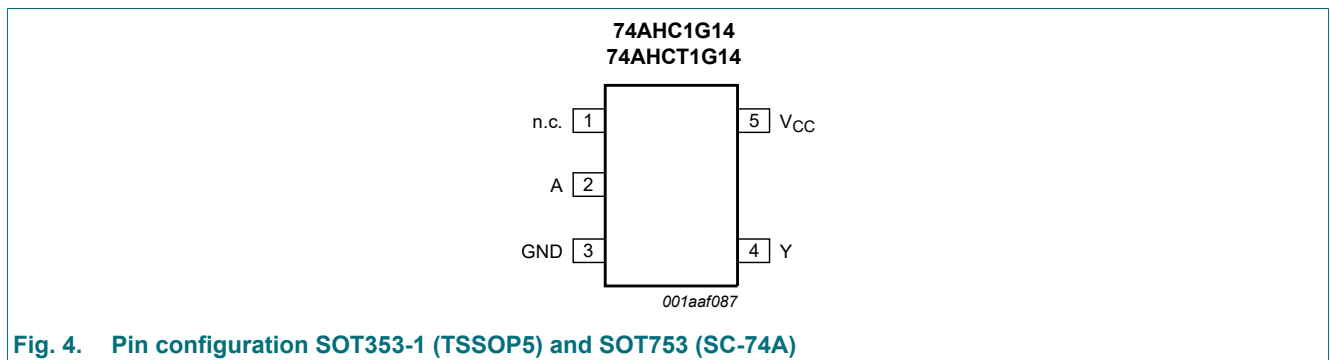 74AHC1G14
74AHCT1G14
n.c. 1
5 VCC
A 2
GND 3
4 Y
001aaf087
Fig. 4. Pin configuration SOT353-1 (TSSOP5) and SOT753 (SC-74A)